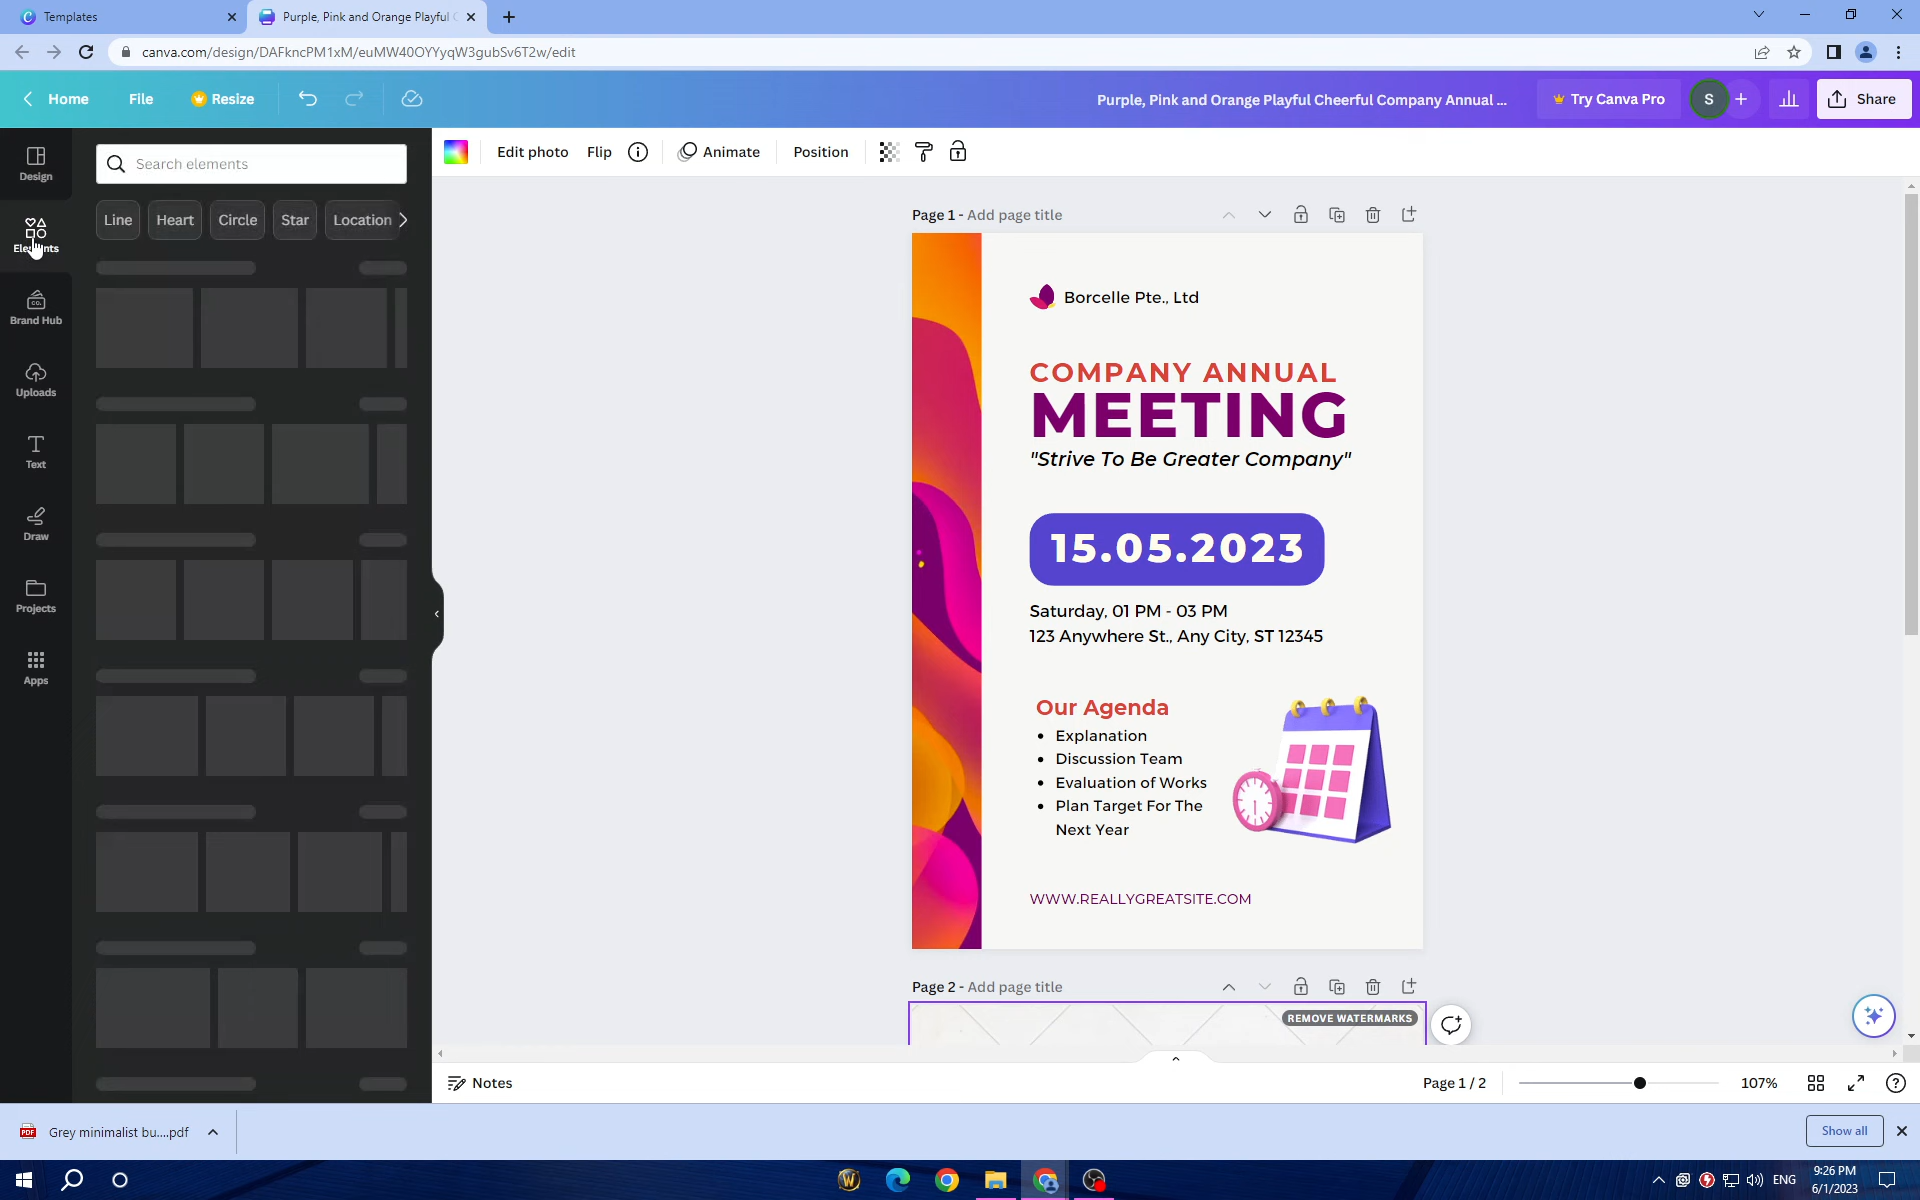 Templates
Purple, Pink and Orange Playful C
canva.com/design/DAFkncPM1xM/euMW40OYYyqW3gubSv6T2w/edit
Home
File
Resize
Purple, Pink and Orange Playful Cheerful Company Annual ...
Try Canva Pro
S
Share
Design
Elements
Brand Hub
Uploads
Text
Draw
Projects
Apps
Search elements
Line
Heart
Circle
Star
Location
Edit photo
Flip
Animate
Position
Page 1 - Add page title
Borcelle Pte., Ltd
COMPANY ANNUAL
MEETING
"Strive To Be Greater Company"
15.05.2023
Saturday, 01 PM - 03 PM
123 Anywhere St., Any City, ST 12345
Our Agenda
• Explanation
• Discussion Team
• Evaluation of Works
• Plan Target For The
Next Year
WWW.REALLYGREATSITE.COM
Page 2 - Add page title
REMOVE WATERMARKS
Notes
Page 1 / 2
107%
Grey minimalist bu....pdf
Show all
ENG
9:26 PM
6/1/2023